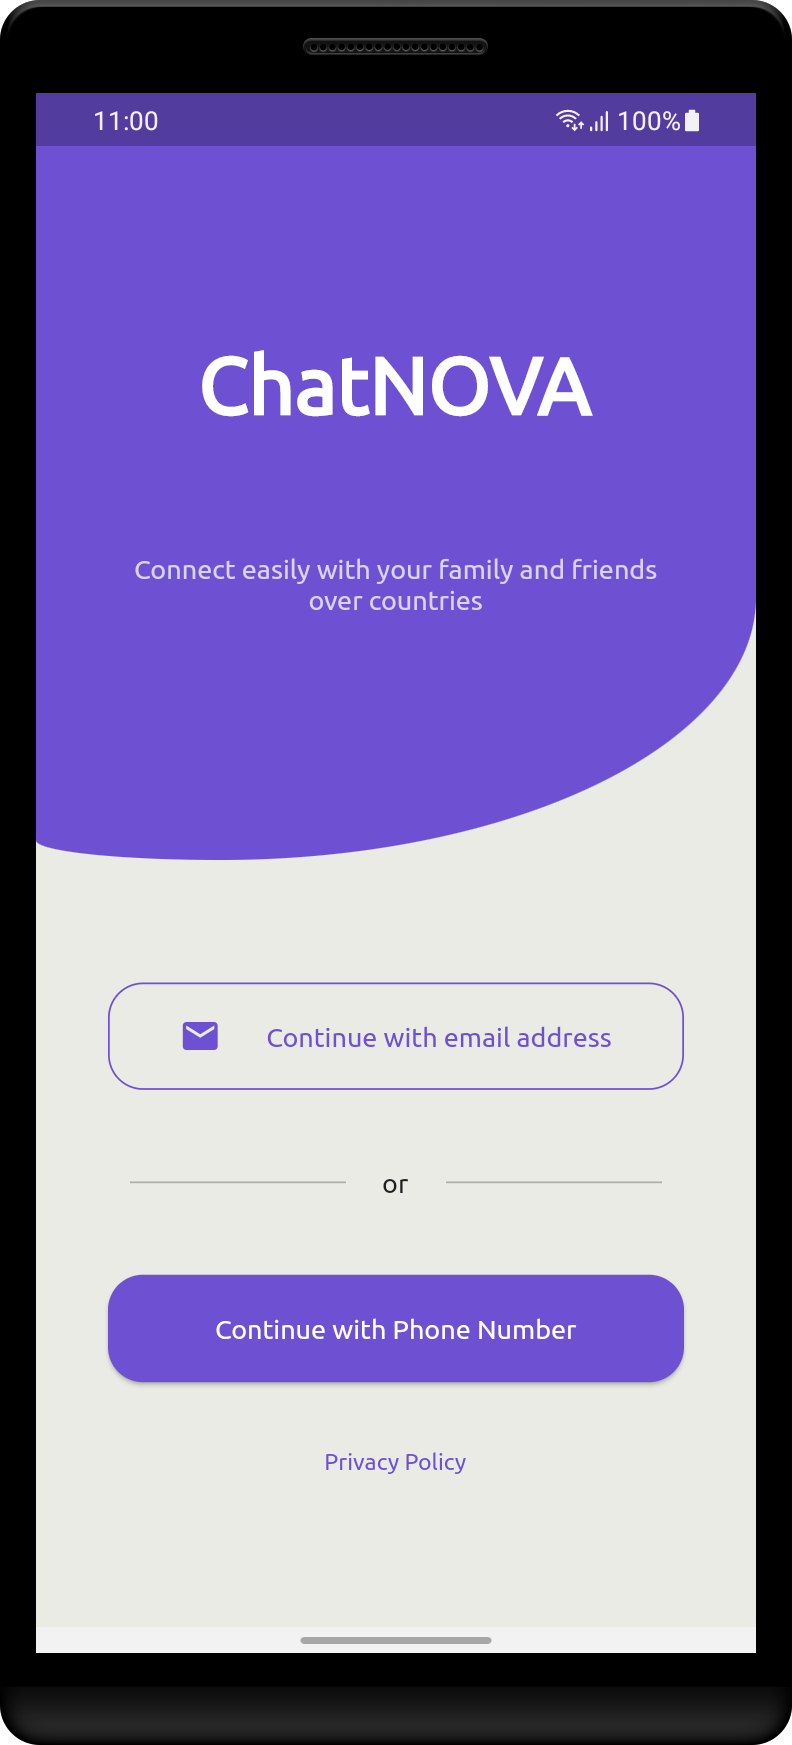 11:00 100%
ChatNOVA
Connect easily with your family and friends
over countries
Continue with email address
or
Continue with Phone Number
Privacy Policy